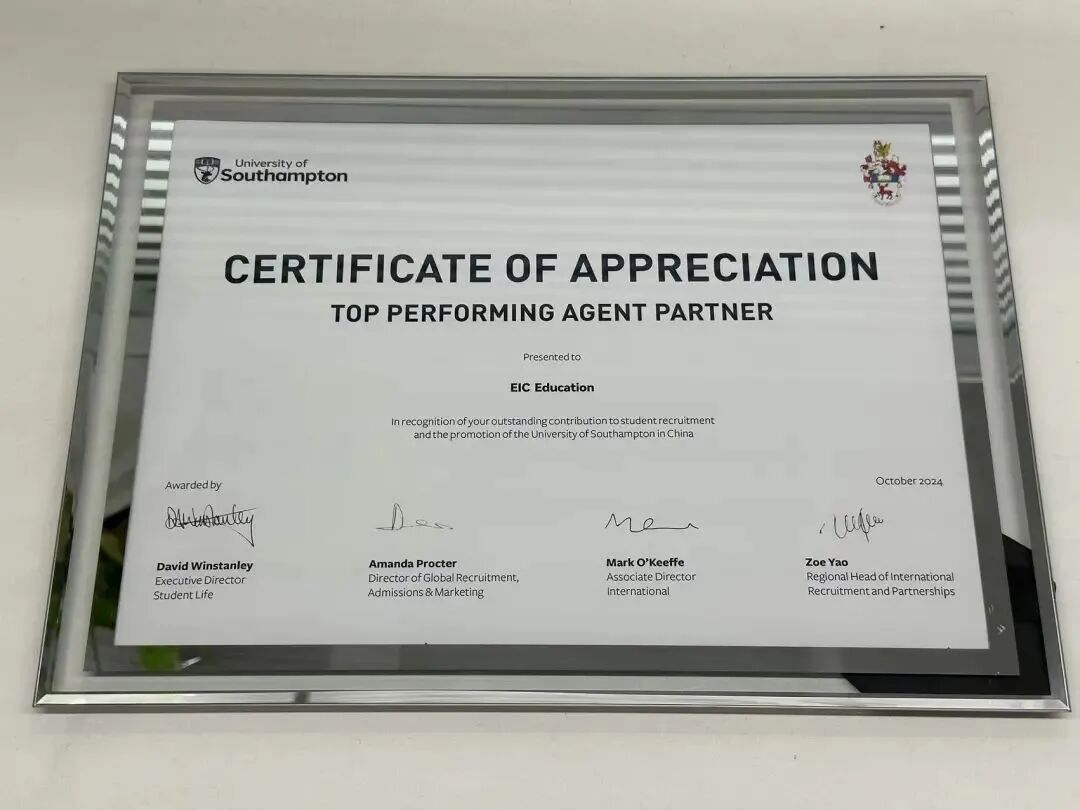 University of
Southampton
CERTIFICATE OF APPRECIATION
TOP PERFORMING AGENT PARTNER
Presented to
EIC Education
In recognition of your outstanding contribution to student recruitment
and the promotion of the University of Southampton in China
Awarded by
October 2024
David Winstanley
Executive Director
Student Life
Amanda Procter
Director of Global Recruitment,
Admissions & Marketing
Mark O'Keeffe
Associate Director
International
Zoe Yao
Regional Head of International
Recruitment and Partnerships